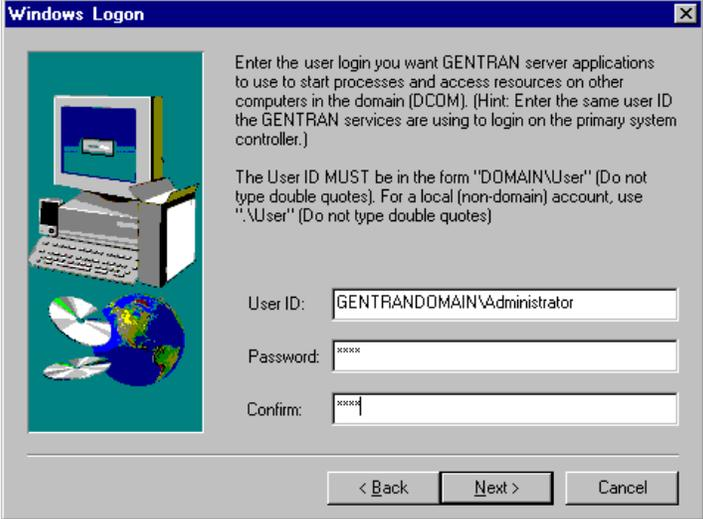 Windows Logon
Enter the user login you want GENTRAN server applications
to use to start processes and access resources on other
computers in the domain (DCOM). (Hint: Enter the same user ID
the GENTRAN services are using to login on the primary system
controller.)
The User ID MUST be in the form "DOMAIN\User" (Do not
type double quotes). For a local (non-domain) account, use
".\User" (Do not type double quotes)
User ID: GENTRANDOMAIN\Administrator
Password: ****
Confirm: ****
< Back Next > Cancel